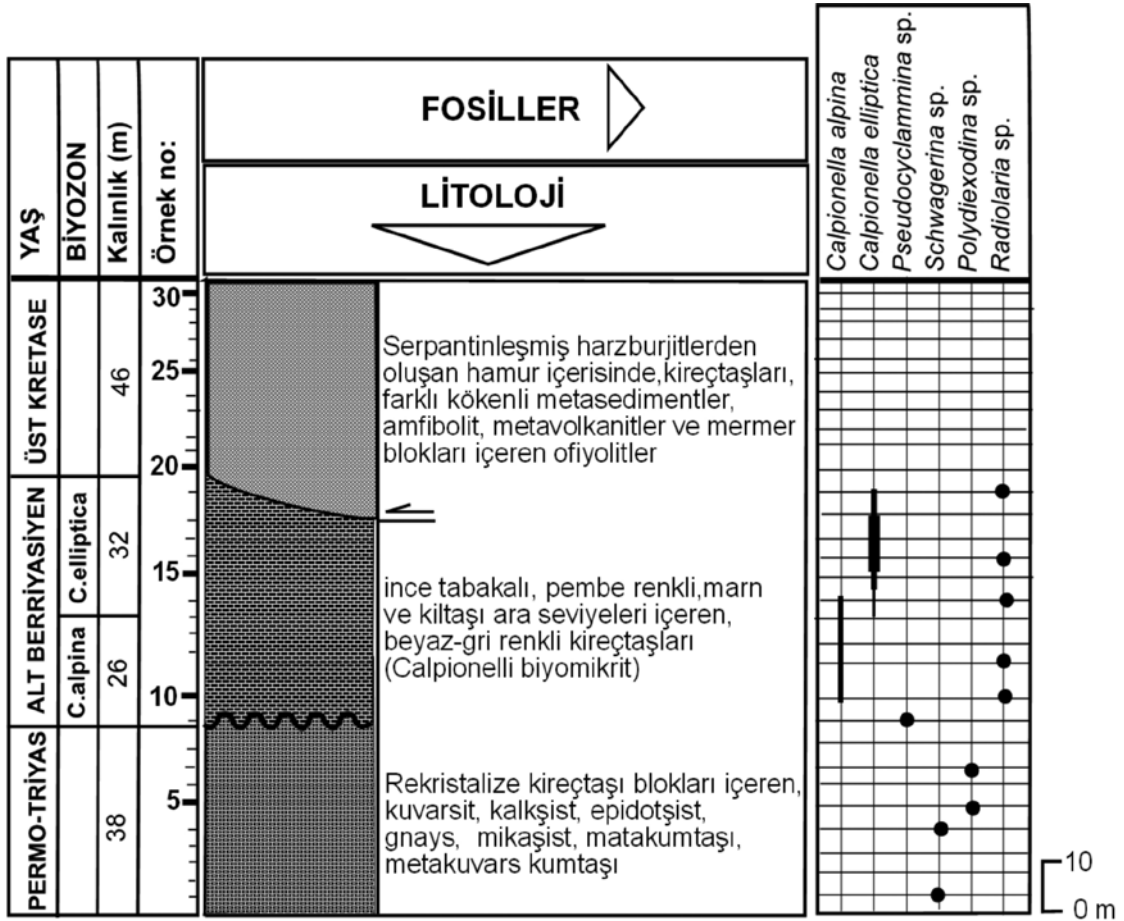 FOSİLLER
LİTOLOJİ
YAŞ
BİYOZON
Kalınlık (m)
Örnek no:
Calpionella alpina
Calpionella elliptica
Pseudocyclammina sp.
Schwagerina sp.
Polydiexodina sp.
Radiolaria sp.
ÜST KRETASE
46
30
25
20
Serpantinleşmiş harzburjitlerden
oluşan hamur içerisinde,kireçtaşları,
farklı kökenli metasedimentler,
amfibolit, metavolkanitler ve mermer
blokları içeren ofiyolitler
ALT BERRİYASİYEN
C.elliptica
32
C.alpina
26
15
10
ince tabakalı, pembe renkli,marn
ve kiltaşı ara seviyeleri içeren,
beyaz-gri renkli kireçtaşları
(Calpionelli biyomikrit)
PERMO-TRİYAS
38
5
Rekristalize kireçtaşı blokları içeren,
kuvarsit, kalkşist, epidotşist,
gnays, mikaşist, matakumtaşı,
metakuvars kumtaşı
10
0 m